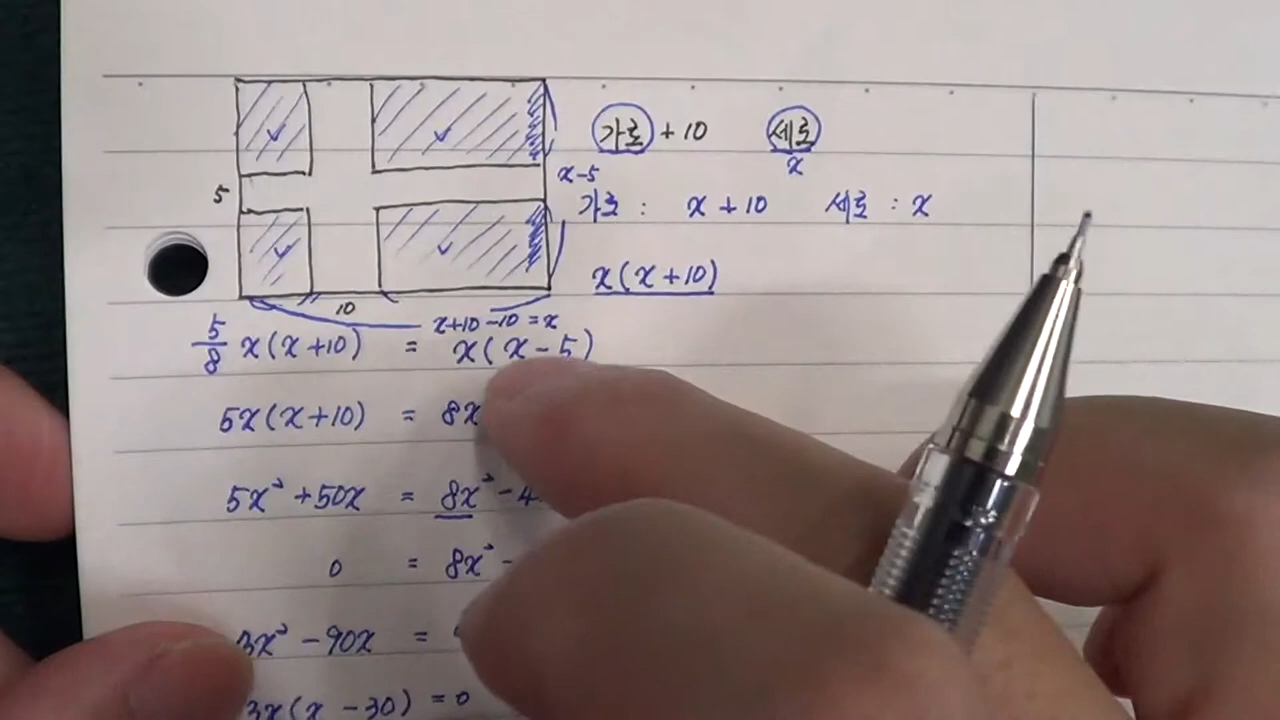 가로 + 10 세로
x
5
x-5
가로 : x + 10 세로 : x
x(x+10)
10
x+10-10=x
5/8 x(x+10) = x(x-5)
5x(x+10) = 8x
5x² +50x = 8x² -4
0 = 8x² -
3x² -90x =
3x(x -30) = 0